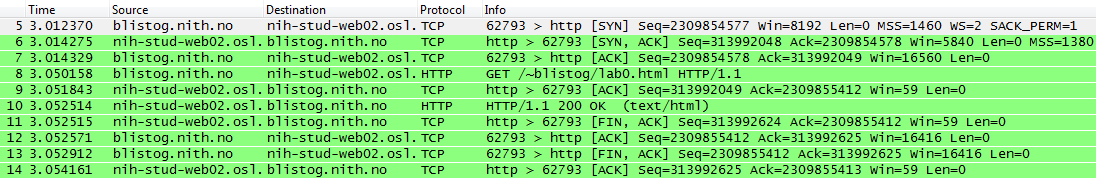 Time Source Destination Protocol Info
5 3.012370 blistog.nith.no nih-stud-web02.osl. TCP 62793 > http [SYN] Seq=2309854577 Win=8192 Len=0 MSS=1460 WS=2 SACK_PERM=1
6 3.014275 nih-stud-web02.osl. blistog.nith.no TCP http > 62793 [SYN, ACK] Seq=313992048 Ack=2309854578 Win=5840 Len=0 MSS=1380
7 3.014329 blistog.nith.no nih-stud-web02.osl. TCP 62793 > http [ACK] Seq=2309854578 Ack=313992049 Win=16560 Len=0
8 3.050158 blistog.nith.no nih-stud-web02.osl. HTTP GET /~blistog/lab0.html HTTP/1.1
9 3.051843 nih-stud-web02.osl. blistog.nith.no TCP http > 62793 [ACK] Seq=313992049 Ack=2309855412 Win=59 Len=0
10 3.052514 nih-stud-web02.osl. blistog.nith.no HTTP HTTP/1.1 200 OK (text/html)
11 3.052515 nih-stud-web02.osl. blistog.nith.no TCP http > 62793 [FIN, ACK] Seq=313992624 Ack=2309855412 Win=59 Len=0
12 3.052571 blistog.nith.no nih-stud-web02.osl. TCP 62793 > http [ACK] Seq=2309855412 Ack=313992625 Win=16416 Len=0
13 3.052912 blistog.nith.no nih-stud-web02.osl. TCP 62793 > http [FIN, ACK] Seq=2309855412 Ack=313992625 Win=16416 Len=0
14 3.054161 nih-stud-web02.osl. blistog.nith.no TCP http > 62793 [ACK] Seq=313992625 Ack=2309855413 Win=59 Len=0